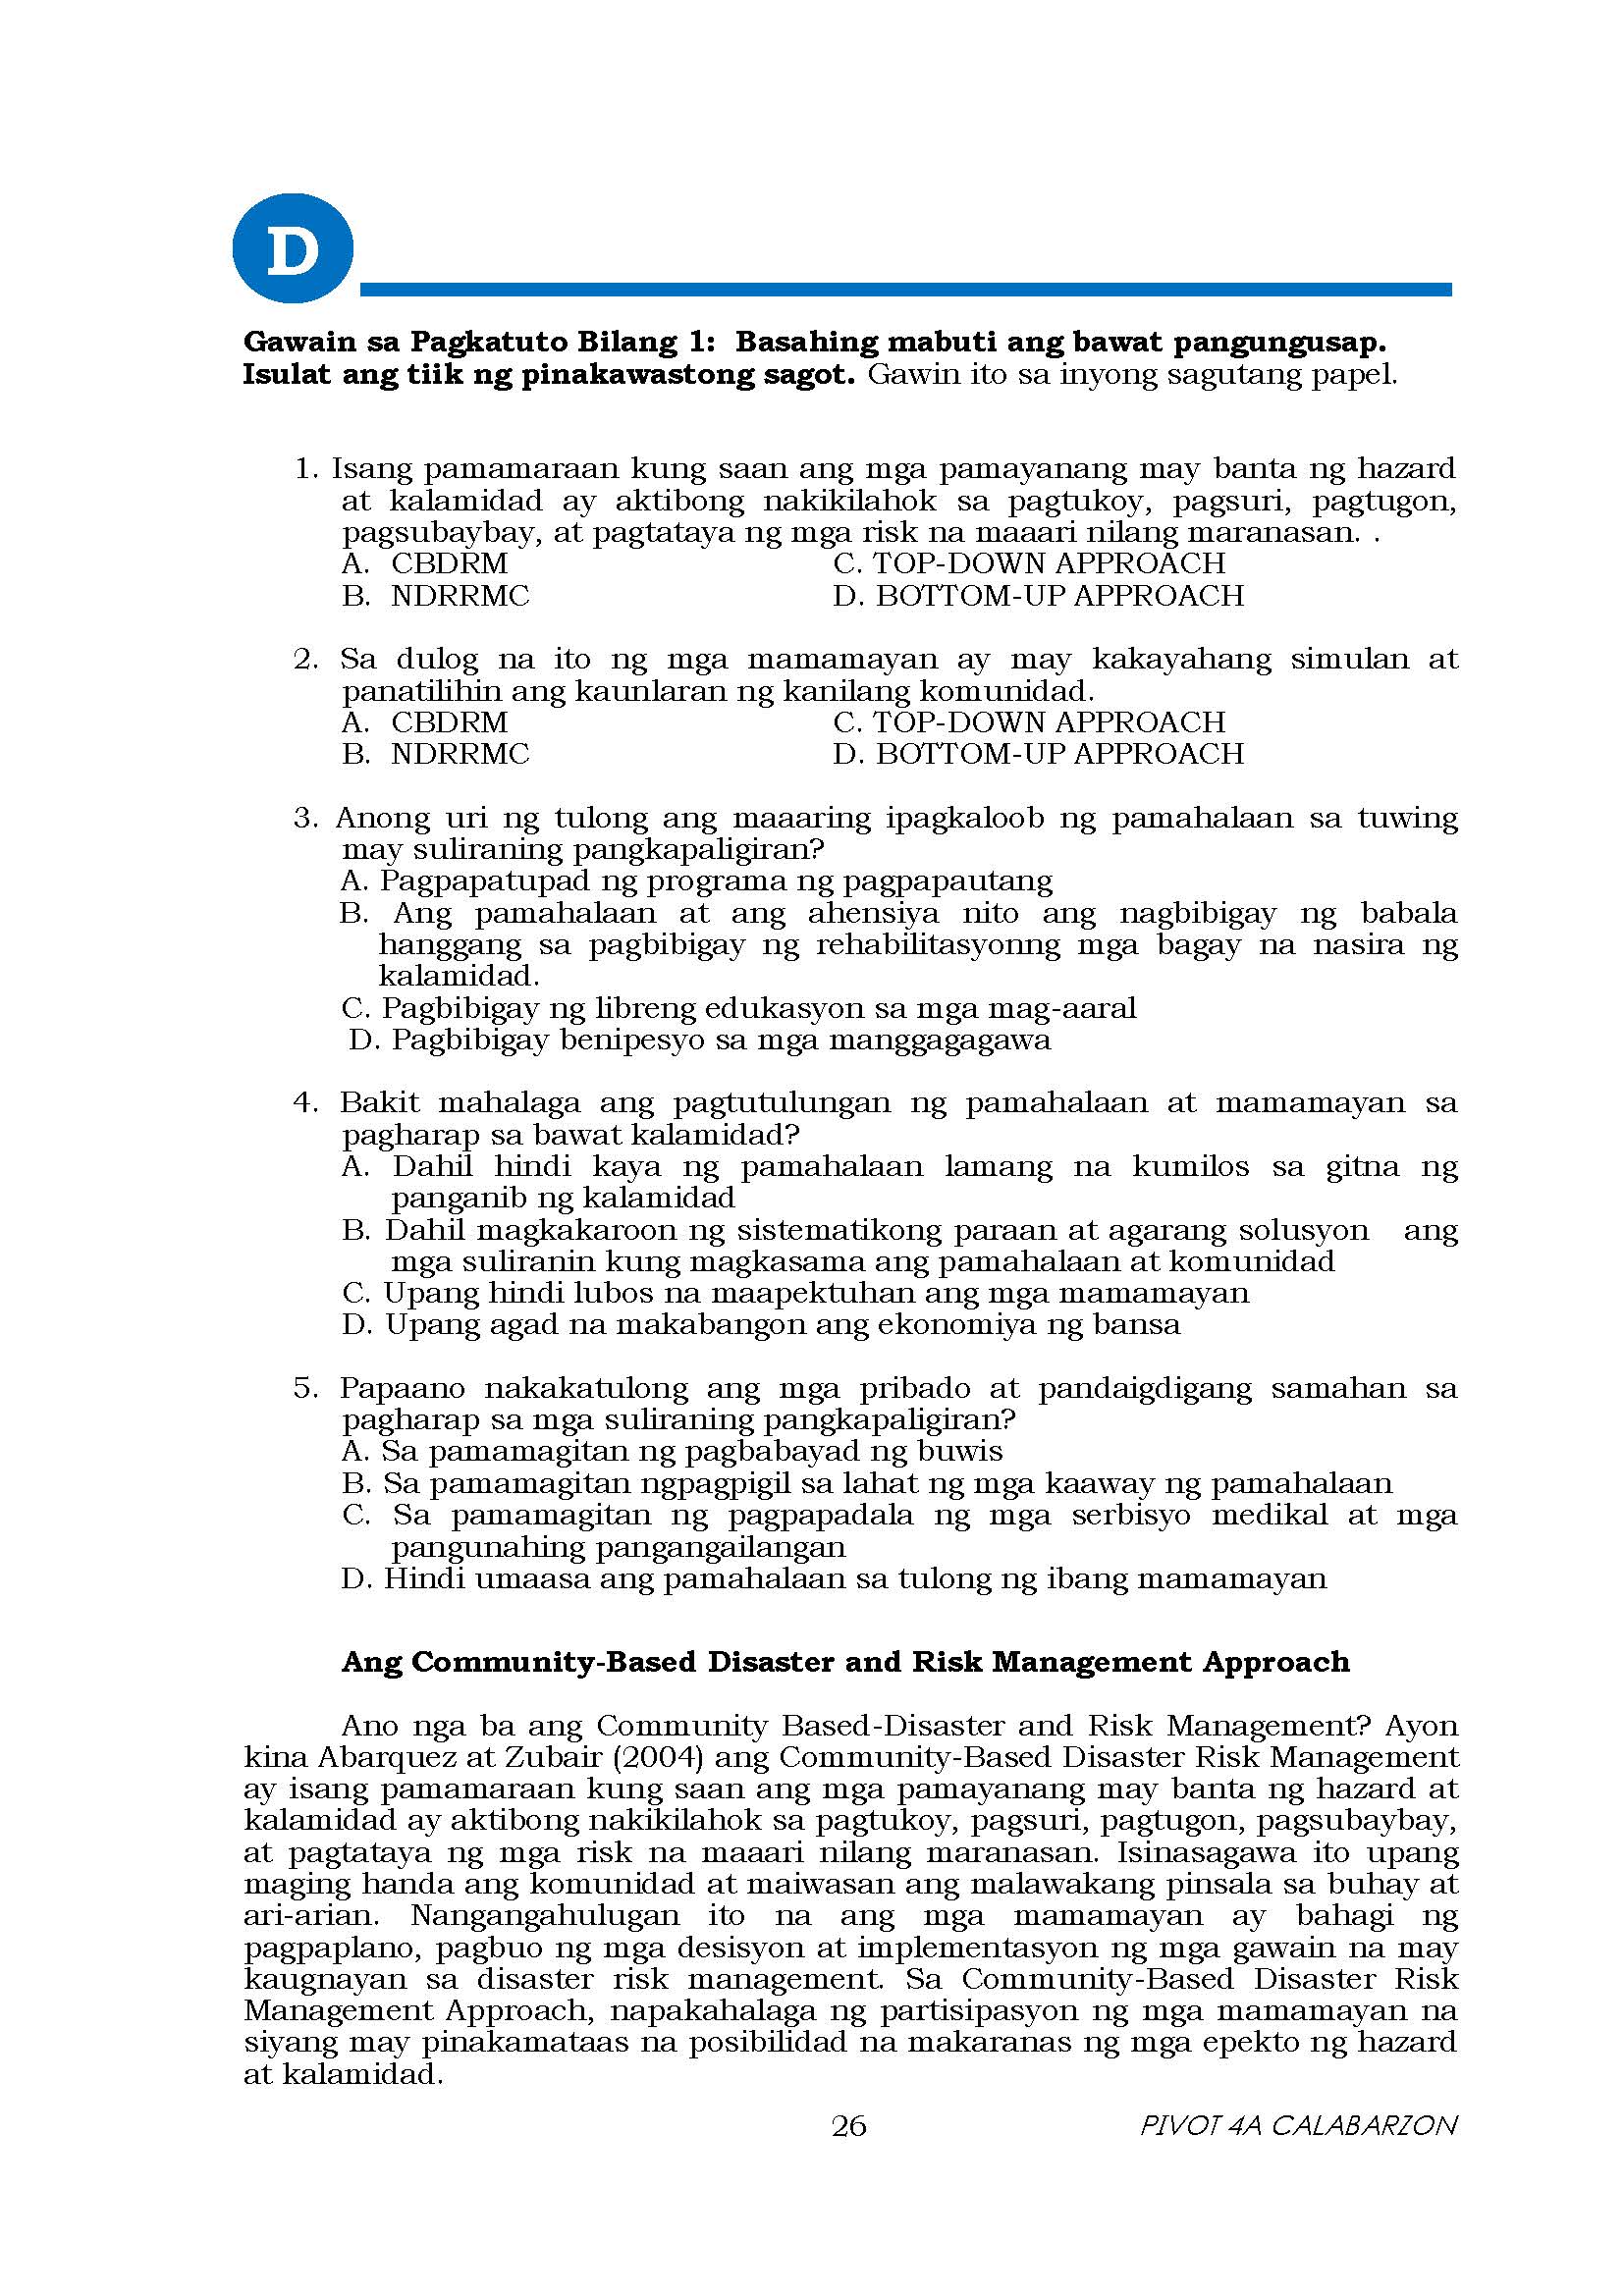 D
Gawain sa Pagkatuto Bilang 1: Basahing mabuti ang bawat pangungusap.
Isulat ang tiik ng pinakawastong sagot. Gawin ito sa inyong sagutang papel.
1. Isang pamamaraan kung saan ang mga pamayanang may banta ng hazard
at kalamidad ay aktibong nakikilahok sa pagtukoy, pagsuri, pagtugon,
pagsubaybay, at pagtataya ng mga risk na maaari nilang maranasan. .
A. CBDRM C. TOP-DOWN APPROACH
B. NDRRMC D. BOTTOM-UP APPROACH
2. Sa dulog na ito ng mga mamamayan ay may kakayahang simulan at
panatilihin ang kaunlaran ng kanilang komunidad.
A. CBDRM C. TOP-DOWN APPROACH
B. NDRRMC D. BOTTOM-UP APPROACH
3. Anong uri ng tulong ang maaaring ipagkaloob ng pamahalaan sa tuwing
may suliraning pangkapaligiran?
A. Pagpapatupad ng programa ng pagpapautang
B. Ang pamahalaan at ang ahensiya nito ang nagbibigay ng babala
hanggang sa pagbibigay ng rehabilitasyonng mga bagay na nasira ng
kalamidad.
C. Pagbibigay ng libreng edukasyon sa mga mag-aaral
D. Pagbibigay benipesyo sa mga manggagagawa
4. Bakit mahalaga ang pagtutulungan ng pamahalaan at mamamayan sa
pagharap sa bawat kalamidad?
A. Dahil hindi kaya ng pamahalaan lamang na kumilos sa gitna ng
panganib ng kalamidad
B. Dahil magkakaroon ng sistematikong paraan at agarang solusyon ang
mga suliranin kung magkasama ang pamahalaan at komunidad
C. Upang hindi lubos na maapektuhan ang mga mamamayan
D. Upang agad na makabangon ang ekonomiya ng bansa
5. Papaano nakakatulong ang mga pribado at pandaigdigang samahan sa
pagharap sa mga suliraning pangkapaligiran?
A. Sa pamamagitan ng pagbabayad ng buwis
B. Sa pamamagitan ngpagpigil sa lahat ng mga kaaway ng pamahalaan
C. Sa pamamagitan ng pagpapadala ng mga serbisyo medikal at mga
pangunahing pangangailangan
D. Hindi umaasa ang pamahalaan sa tulong ng ibang mamamayan
Ang Community-Based Disaster and Risk Management Approach
Ano nga ba ang Community Based-Disaster and Risk Management? Ayon
kina Abarquez at Zubair (2004) ang Community-Based Disaster Risk Management
ay isang pamamaraan kung saan ang mga pamayanang may banta ng hazard at
kalamidad ay aktibong nakikilahok sa pagtukoy, pagsuri, pagtugon, pagsubaybay,
at pagtataya ng mga risk na maaari nilang maranasan. Isinasagawa ito upang
maging handa ang komunidad at maiwasan ang malawakang pinsala sa buhay at
ari-arian. Nangangahulugan ito na ang mga mamamayan ay bahagi ng
pagpaplano, pagbuo ng mga desisyon at implementasyon ng mga gawain na may
kaugnayan sa disaster risk management. Sa Community-Based Disaster Risk
Management Approach, napakahalaga ng partisipasyon ng mga mamamayan na
siyang may pinakamataas na posibilidad na makaranas ng mga epekto ng hazard
at kalamidad.
26 PIVOT 4A CALABARZON